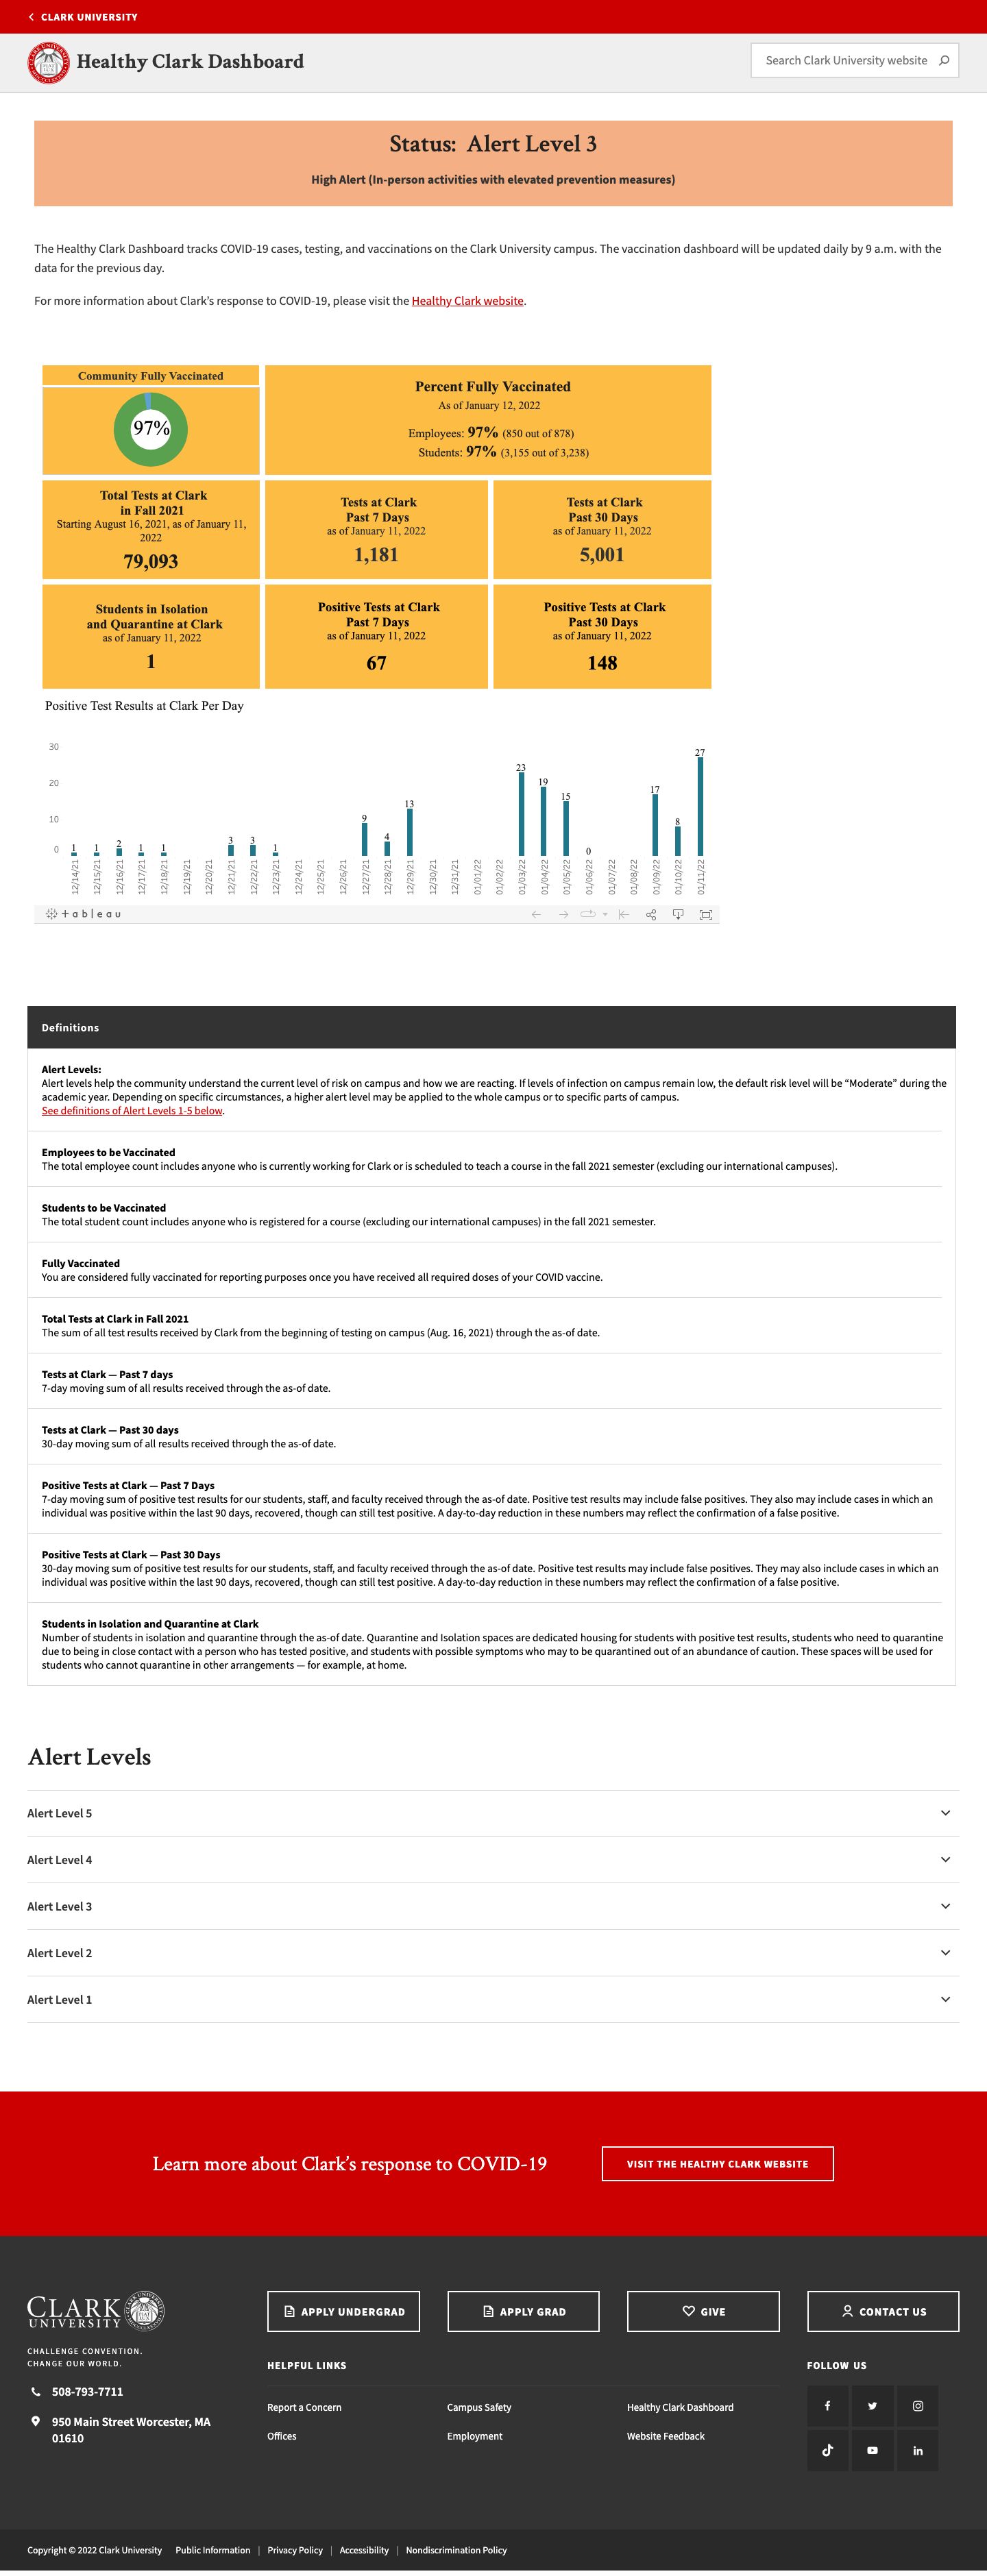 CLARK UNIVERSITY
Healthy Clark Dashboard
Search Clark University website
Status: Alert Level 3
High Alert (In-person activities with elevated prevention measures)
The Healthy Clark Dashboard tracks COVID-19 cases, testing, and vaccinations on the Clark University campus. The vaccination dashboard will be updated daily by 9 a.m. with the
data for the previous day.
For more information about Clark’s response to COVID-19, please visit the Healthy Clark website.
Community Fully Vaccinated
97%
Percent Fully Vaccinated
As of January 12, 2022
Employees: 97% (850 out of 878)
Students: 97% (3,155 out of 3,238)
Total Tests at Clark
in Fall 2021
Starting August 16, 2021, as of January 11,
2022
79,093
Tests at Clark
Past 7 Days
as of January 11, 2022
1,181
Tests at Clark
Past 30 Days
as of January 11, 2022
5,001
Students in Isolation
and Quarantine at Clark
as of January 11, 2022
1
Positive Tests at Clark
Past 7 Days
as of January 11, 2022
67
Positive Tests at Clark
Past 30 Days
as of January 11, 2022
148
Positive Test Results at Clark Per Day
30
20
10
0
1 1 2 1 1 3 3 1 9 4 13 23 19 15 0 17 8 27
12/14/21 12/15/21 12/16/21 12/17/21 12/18/21 12/19/21 12/20/21 12/21/21 12/22/21 12/23/21 12/24/21 12/25/21 12/26/21 12/27/21 12/28/21 12/29/21 12/30/21 12/31/21 01/01/22 01/02/22 01/03/22 01/04/22 01/05/22 01/06/22 01/07/22 01/08/22 01/09/22 01/10/22 01/11/22
+ableau
Definitions
Alert Levels:
Alert levels help the community understand the current level of risk on campus and how we are reacting. If levels of infection on campus remain low, the default risk level will be “Moderate” during the
academic year. Depending on specific circumstances, a higher alert level may be applied to the whole campus or to specific parts of campus.
See definitions of Alert Levels 1-5 below.
Employees to be Vaccinated
The total employee count includes anyone who is currently working for Clark or is scheduled to teach a course in the fall 2021 semester (excluding our international campuses).
Students to be Vaccinated
The total student count includes anyone who is registered for a course (excluding our international campuses) in the fall 2021 semester.
Fully Vaccinated
You are considered fully vaccinated for reporting purposes once you have received all required doses of your COVID vaccine.
Total Tests at Clark in Fall 2021
The sum of all test results received by Clark from the beginning of testing on campus (Aug. 16, 2021) through the as-of date.
Tests at Clark — Past 7 days
7-day moving sum of all results received through the as-of date.
Tests at Clark — Past 30 days
30-day moving sum of all results received through the as-of date.
Positive Tests at Clark — Past 7 Days
7-day moving sum of positive test results for our students, staff, and faculty received through the as-of date. Positive test results may include false positives. They also may include cases in which an
individual was positive within the last 90 days, recovered, though can still test positive. A day-to-day reduction in these numbers may reflect the confirmation of a false positive.
Positive Tests at Clark — Past 30 Days
30-day moving sum of positive test results for our students, staff, and faculty received through the as-of date. Positive test results may include false positives. They may also include cases in which an
individual was positive within the last 90 days, recovered, though can still test positive. A day-to-day reduction in these numbers may reflect the confirmation of a false positive.
Students in Isolation and Quarantine at Clark
Number of students in isolation and quarantine through the as-of date. Quarantine and Isolation spaces are dedicated housing for students with positive test results, students who need to quarantine
due to being in close contact with a person who has tested positive, and students with possible symptoms who may to be quarantined out of an abundance of caution. These spaces will be used for
students who cannot quarantine in other arrangements — for example, at home.
Alert Levels
Alert Level 5
Alert Level 4
Alert Level 3
Alert Level 2
Alert Level 1
Learn more about Clark’s response to COVID-19
VISIT THE HEALTHY CLARK WEBSITE
CLARK
UNIVERSITY
CHALLENGE CONVENTION.
CHANGE OUR WORLD.
508-793-7711
950 Main Street Worcester, MA
01610
APPLY UNDERGRAD
APPLY GRAD
GIVE
CONTACT US
HELPFUL LINKS
Report a Concern
Campus Safety
Healthy Clark Dashboard
Offices
Employment
Website Feedback
FOLLOW US
Copyright © 2022 Clark University Public Information | Privacy Policy | Accessibility | Nondiscrimination Policy